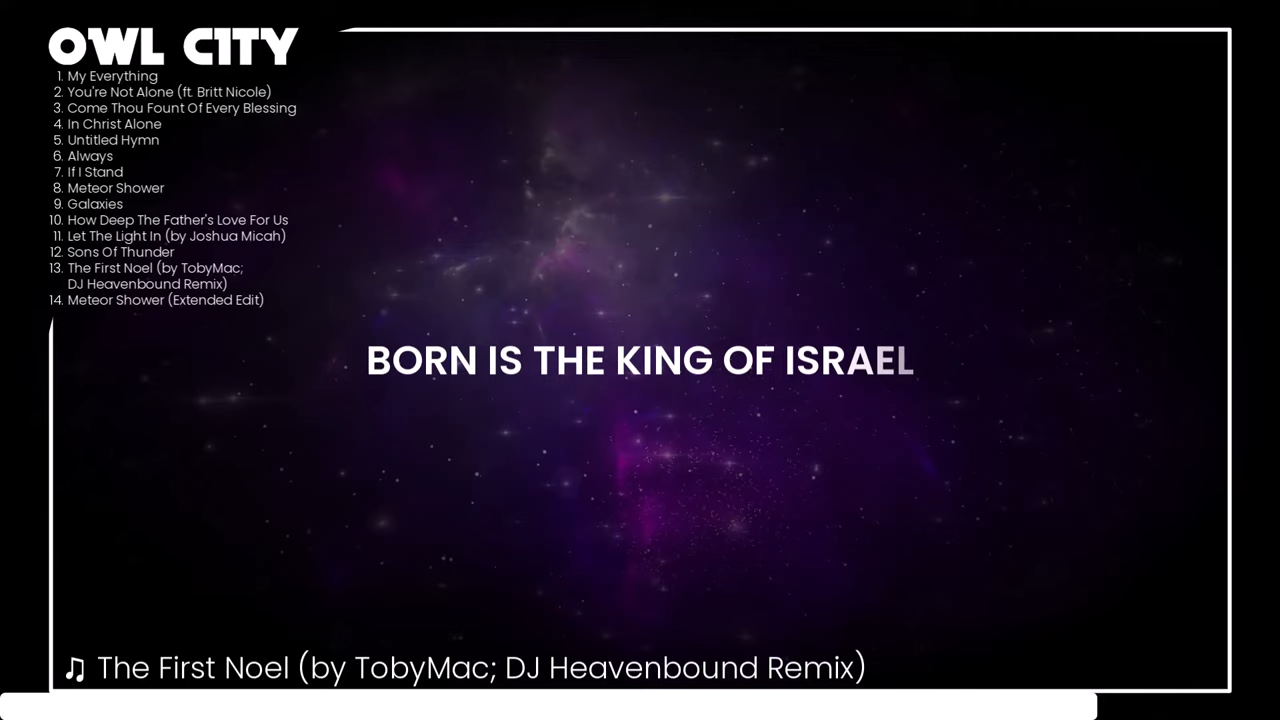 OWL CITY
1. My Everything
2. You're Not Alone (ft. Britt Nicole)
3. Come Thou Fount Of Every Blessing
4. In Christ Alone
5. Untitled Hymn
6. Always
7. If I Stand
8. Meteor Shower
9. Galaxies
10. How Deep The Father's Love For Us
11. Let The Light In (by Joshua Micah)
12. Sons Of Thunder
13. The First Noel (by TobyMac;
DJ Heavenbound Remix)
14. Meteor Shower (Extended Edit)
BORN IS THE KING OF ISRAEL
♫ The First Noel (by TobyMac; DJ Heavenbound Remix)